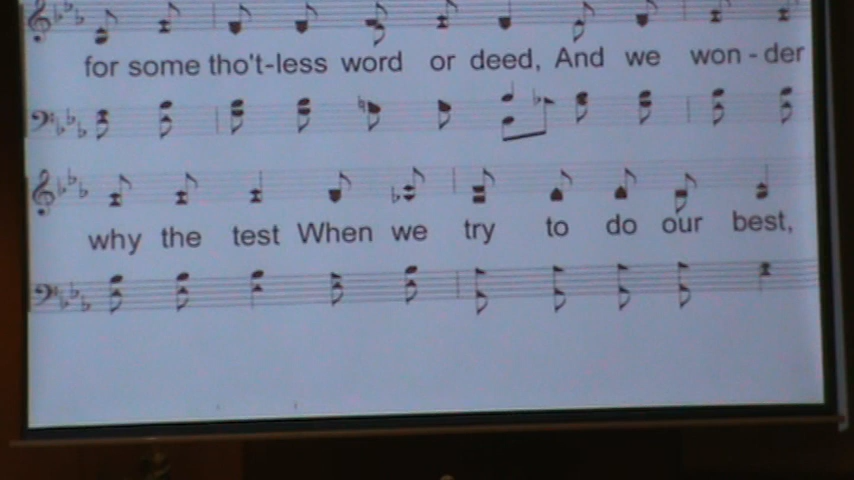 for some tho't-less word or deed, And we won - der
why the test When we try to do our best,